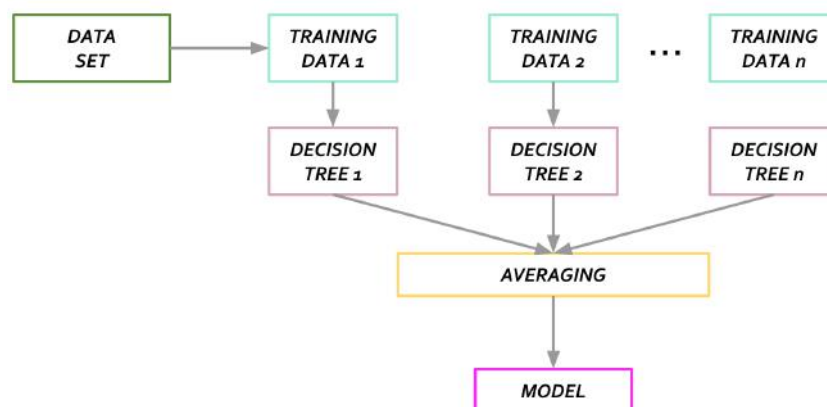 DATA
SET
TRAINING
DATA 1
TRAINING
DATA 2
...
TRAINING
DATA n
DECISION
TREE 1
DECISION
TREE 2
DECISION
TREE n
AVERAGING
MODEL